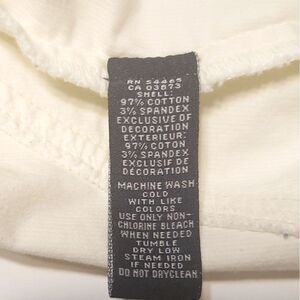 RN 54465
CA 03873
SHELL:
97% COTTON
3% SPANDEX
EXCLUSIVE OF
DECORATION
EXTERIEUR:
97% COTON
3% SPANDEX
EXCLUSIF DE
DÉCORATION
MACHINE WASH
COLD
WITH LIKE
COLORS
USE ONLY NON-
CHLORINE BLEACH
WHEN NEEDED
TUMBLE
DRY LOW
STEAM IRON
IF NEEDED
DO NOT DRYCLEAN